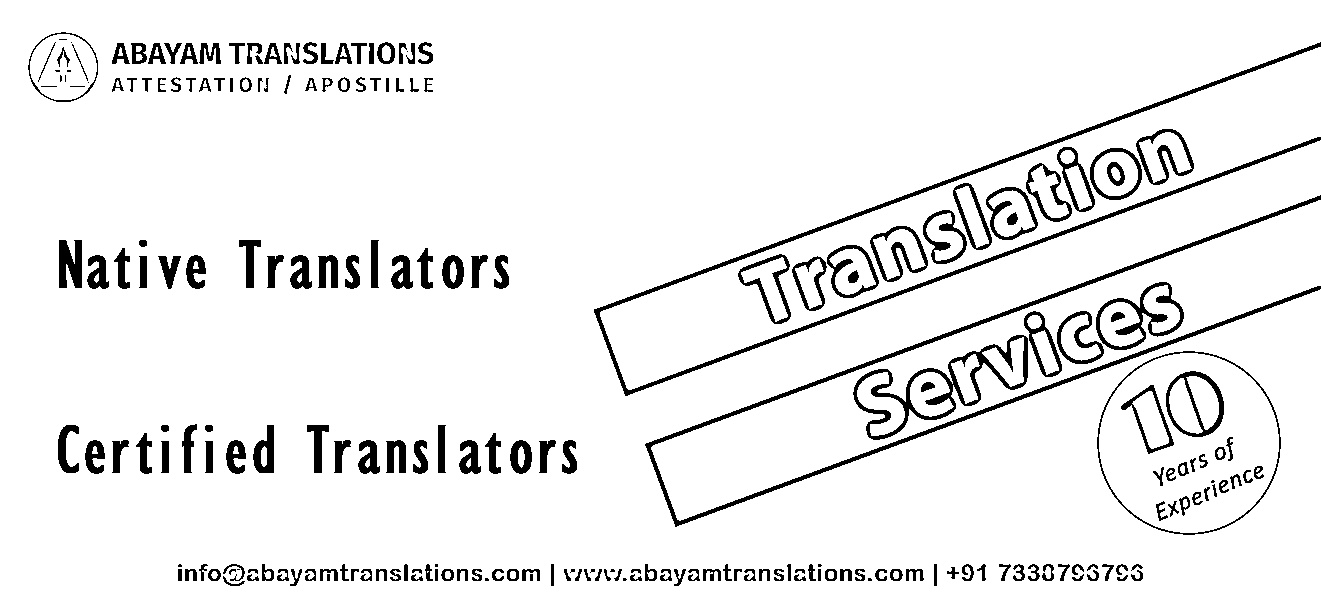 ABAYAM TRANSLATIONS
ATTESTATION / APOSTILLE
Translation
Native Translators
Services
10
Years of
Experience
Certified Translators
info@abayamtranslations.com | www.abayamtranslations.com | +91